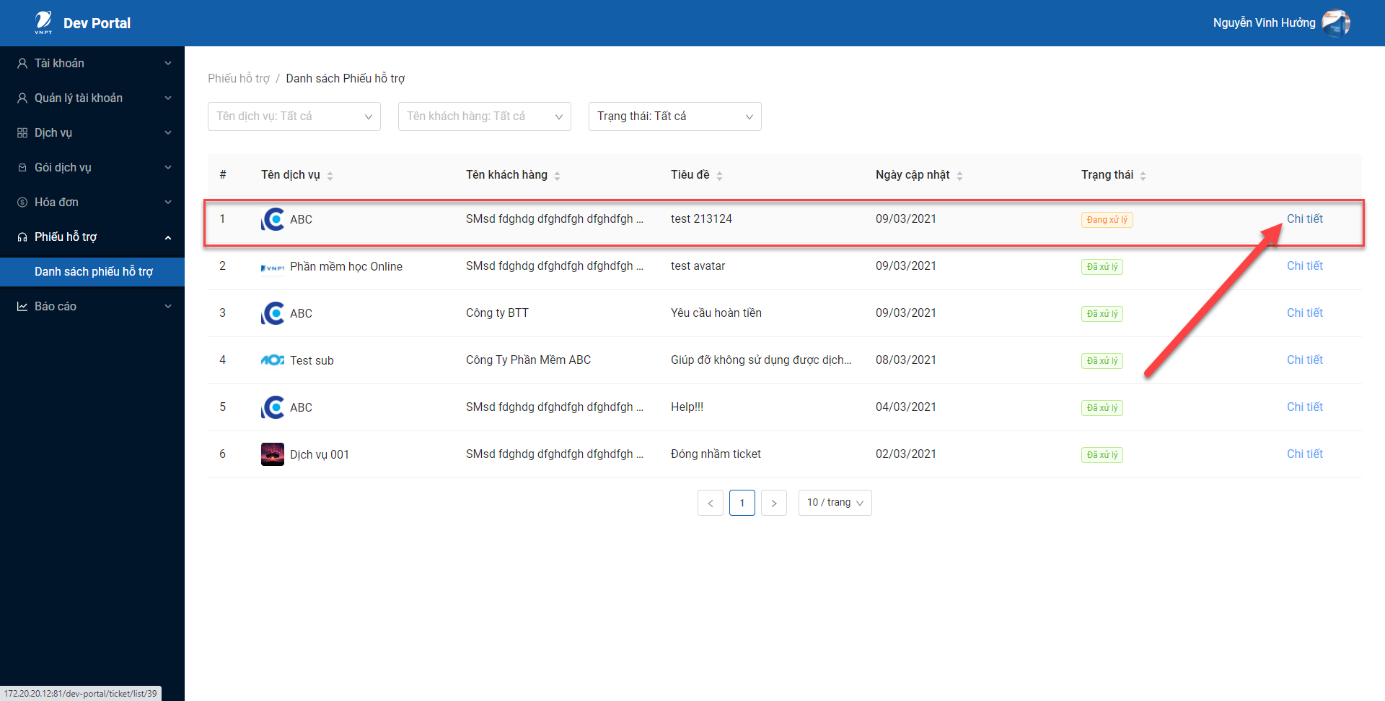 VNPT
Dev Portal
Nguyễn Vinh Hưởng
Tài khoản
Quản lý tài khoản
Dịch vụ
Gói dịch vụ
Hóa đơn
Phiếu hỗ trợ
Danh sách phiếu hỗ trợ
Báo cáo
Phiếu hỗ trợ / Danh sách Phiếu hỗ trợ
Tên dịch vụ: Tất cả Tên khách hàng: Tất cả Trạng thái: Tất cả
# Tên dịch vụ Tên khách hàng Tiêu đề Ngày cập nhật Trạng thái
1 ABC SMsd fdghdg dfghdfgh dfghdfgh ... test 213124 09/03/2021 Đang xử lý Chi tiết
2 VNPT Phần mềm học Online SMsd fdghdg dfghdfgh dfghdfgh ... test avatar 09/03/2021 Đã xử lý Chi tiết
3 ABC Công ty BTT Yêu cầu hoàn tiền 09/03/2021 Đã xử lý Chi tiết
4 Test sub Công Ty Phần Mềm ABC Giúp đỡ không sử dụng được dịch... 08/03/2021 Đã xử lý Chi tiết
5 ABC SMsd fdghdg dfghdfgh dfghdfgh ... Help!!! 04/03/2021 Đã xử lý Chi tiết
6 Dịch vụ 001 SMsd fdghdg dfghdfgh dfghdfgh ... Đóng nhầm ticket 02/03/2021 Đã xử lý Chi tiết
< 1 > 10 / trang
172.20.20.12:81/dev-portal/ticket/list/39